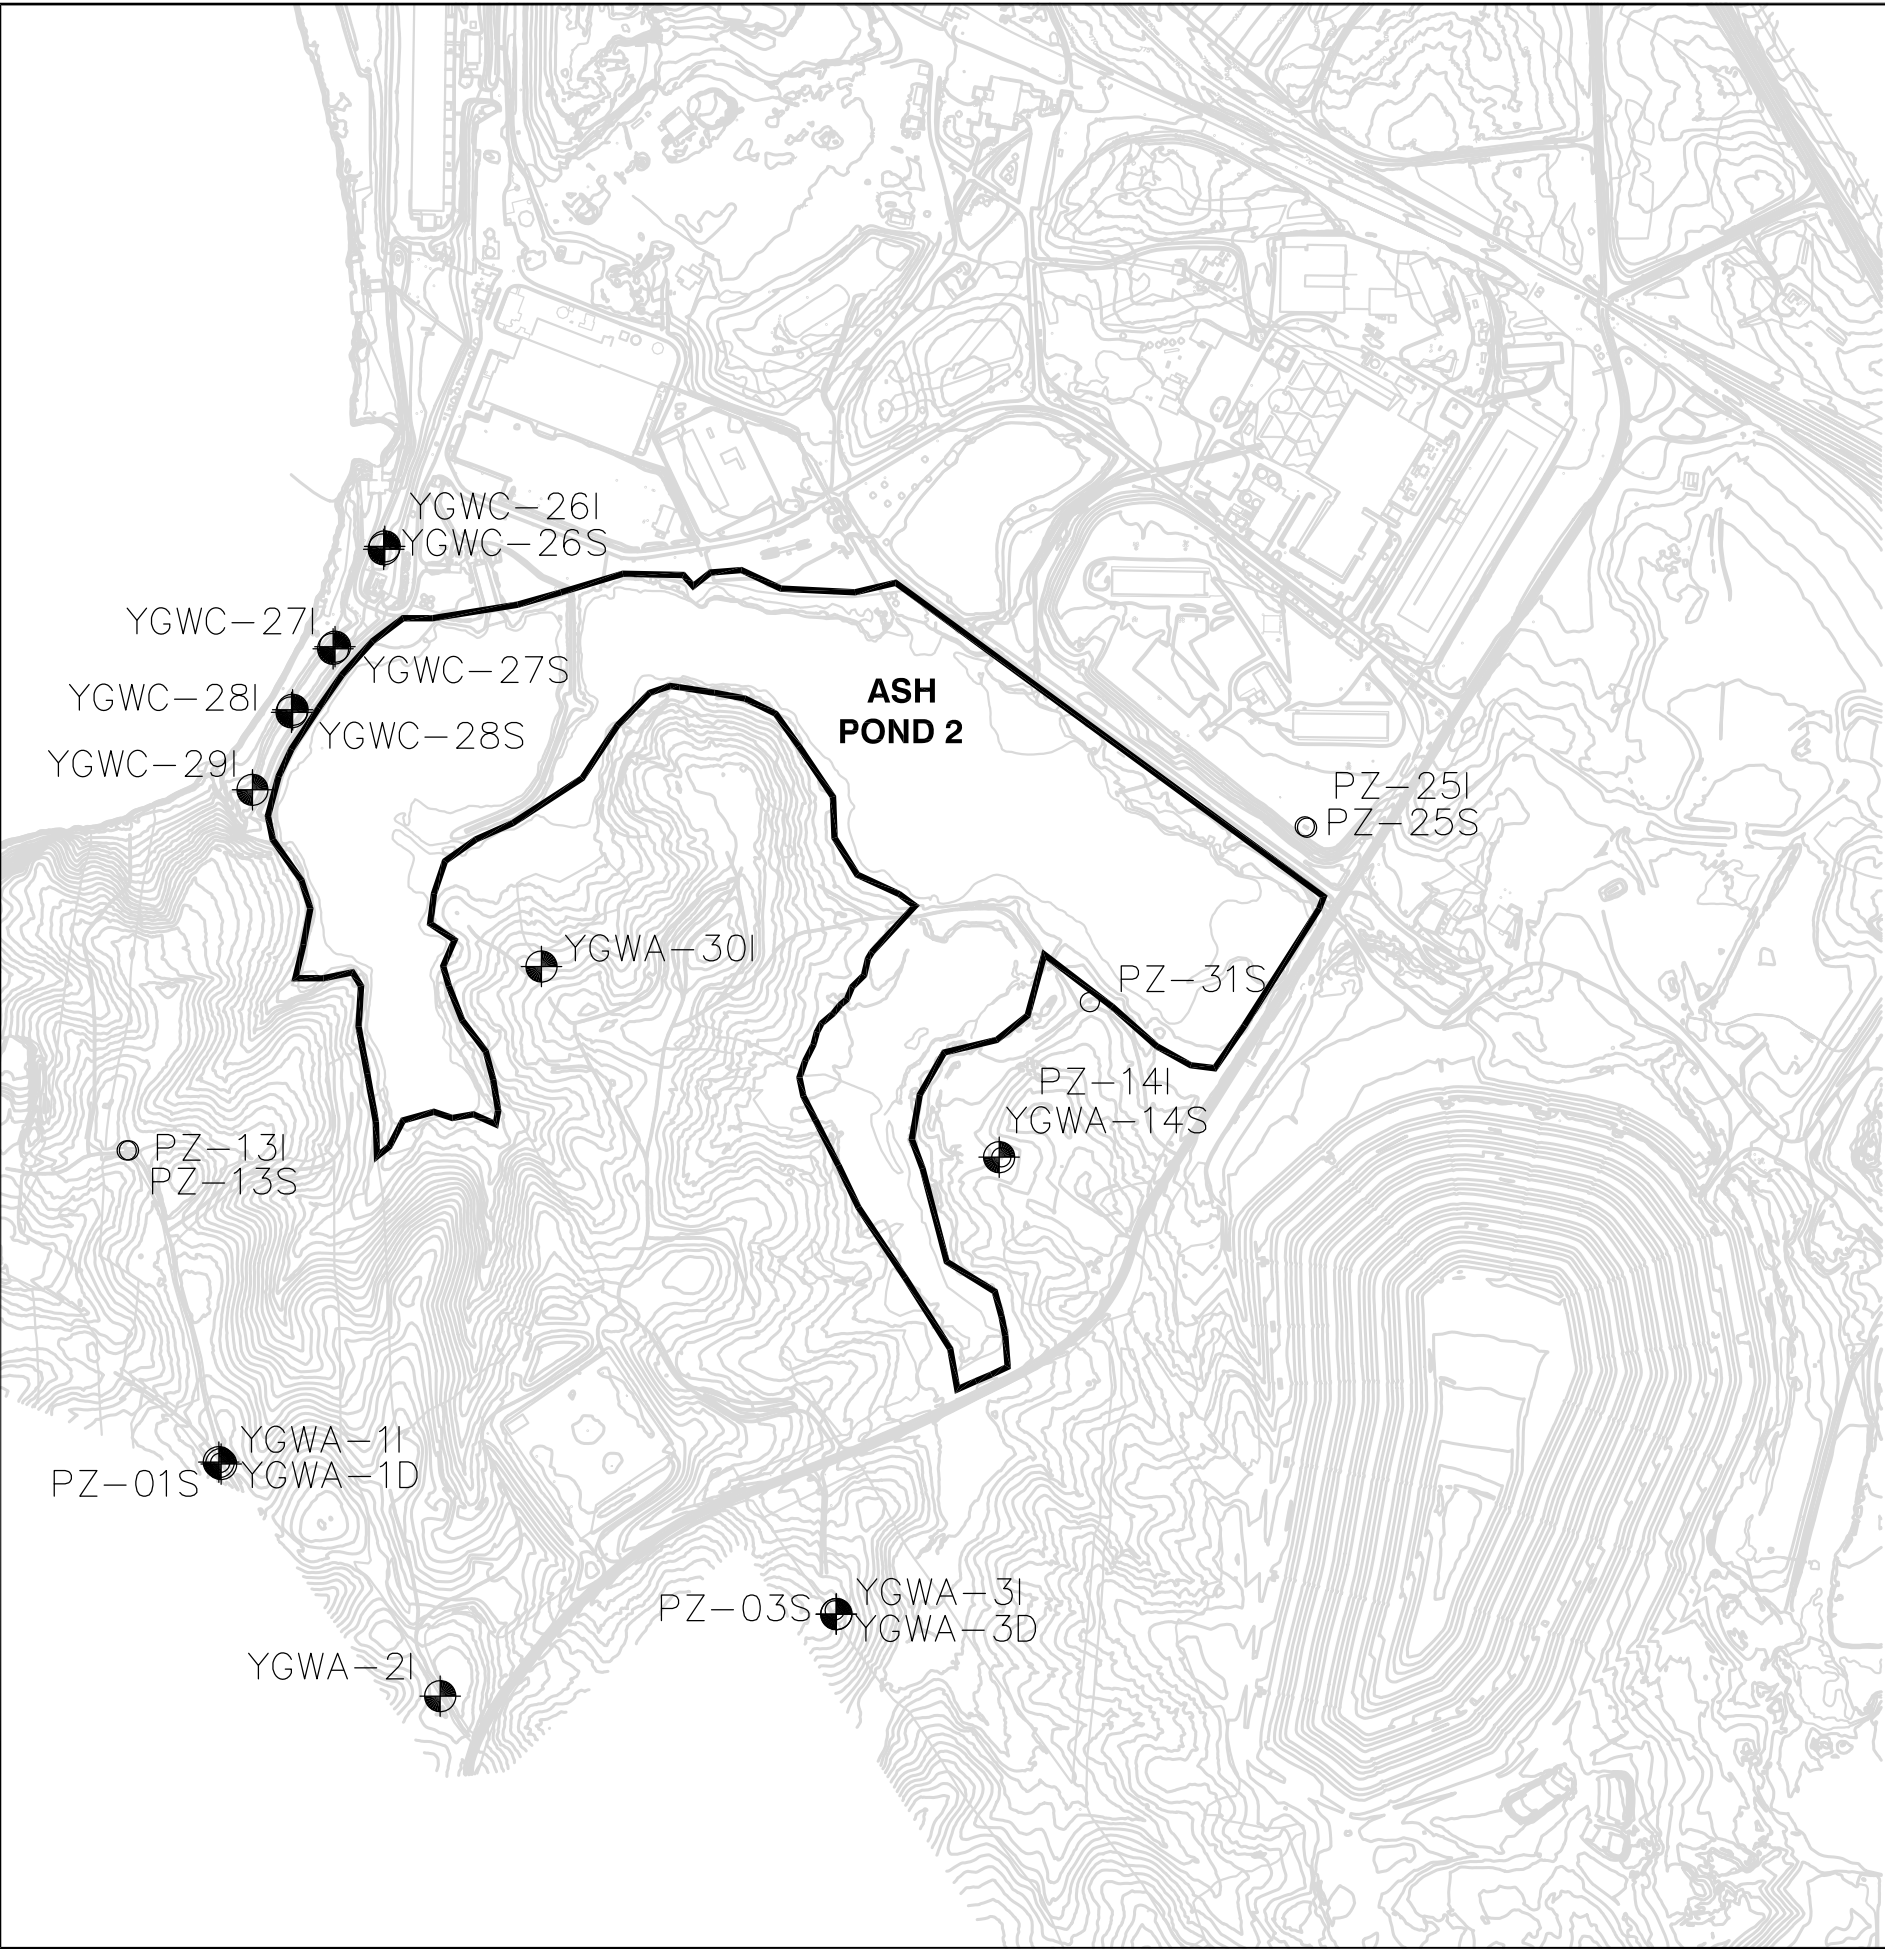 YGWC-26I
YGWC-26S
YGWC-27I
YGWC-27S
YGWC-28I
YGWC-28S
YGWC-29I
ASH
POND 2
PZ-25I
PZ-25S
YGWA-30I
PZ-31S
PZ-14I
YGWA-14S
PZ-13I
PZ-13S
YGWA-1I
YGWA-1D
PZ-01S
YGWA-3I
PZ-03S
YGWA-3D
YGWA-2I